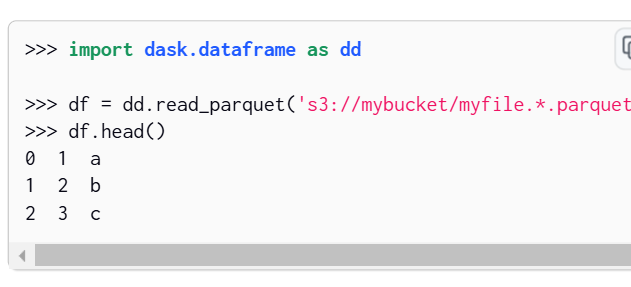 >>> import dask.dataframe as dd
>>> df = dd.read_parquet('s3://mybucket/myfile.*.parquet
>>> df.head()
0  1  a
1  2  b
2  3  c